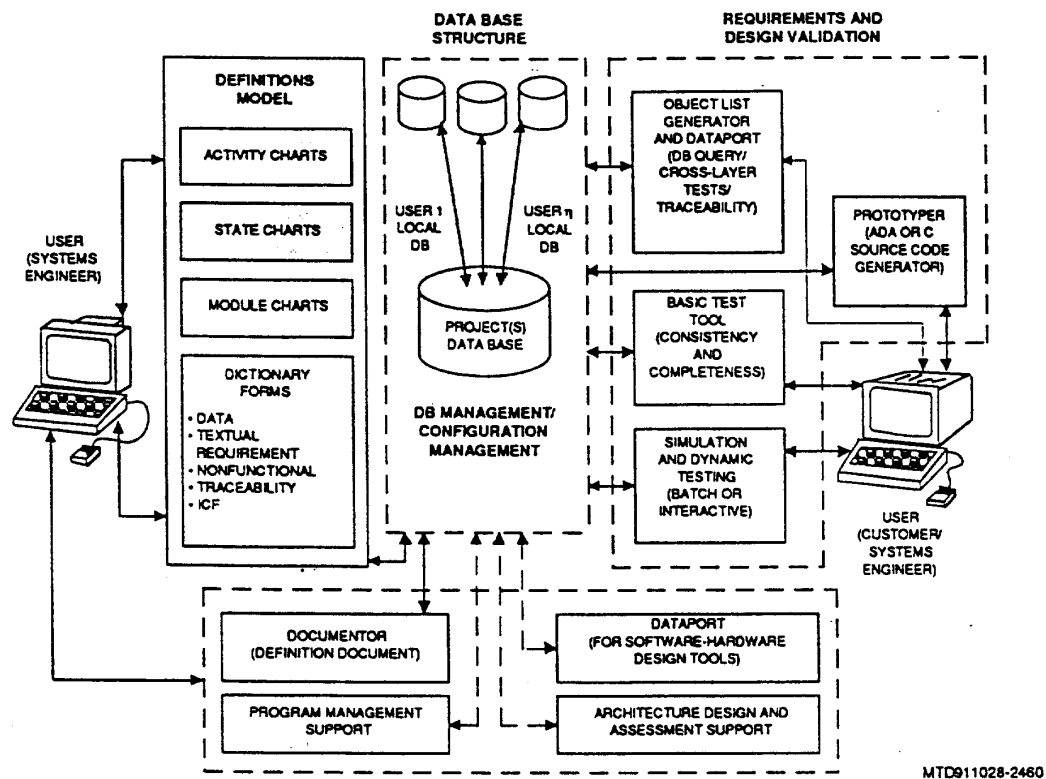 DATA BASE
STRUCTURE
REQUIREMENTS AND
DESIGN VALIDATION
DEFINITIONS
MODEL
ACTIVITY CHARTS
STATE CHARTS
MODULE CHARTS
DICTIONARY
FORMS
• DATA
• TEXTUAL
REQUIREMENT
• NONFUNCTIONAL
• TRACEABILITY
• ICF
USER
(SYSTEMS
ENGINEER)
USER 1
LOCAL
DB
USER η
LOCAL
DB
PROJECT(S)
DATA BASE
DB MANAGEMENT/
CONFIGURATION
MANAGEMENT
OBJECT LIST
GENERATOR
AND DATAPORT
(DB QUERY/
CROSS-LAYER
TESTS/
TRACEABILITY)
PROTOTYPER
(ADA OR C
SOURCE CODE
GENERATOR)
BASIC TEST
TOOL
(CONSISTENCY
AND
COMPLETENESS)
SIMULATION
AND DYNAMIC
TESTING
(BATCH OR
INTERACTIVE)
USER
(CUSTOMER/
SYSTEMS
ENGINEER)
DOCUMENTOR
(DEFINITION DOCUMENT)
DATAPORT
(FOR SOFTWARE-HARDWARE
DESIGN TOOLS)
PROGRAM MANAGEMENT
SUPPORT
ARCHITECTURE DESIGN AND
ASSESSMENT SUPPORT
MTD911028-2460